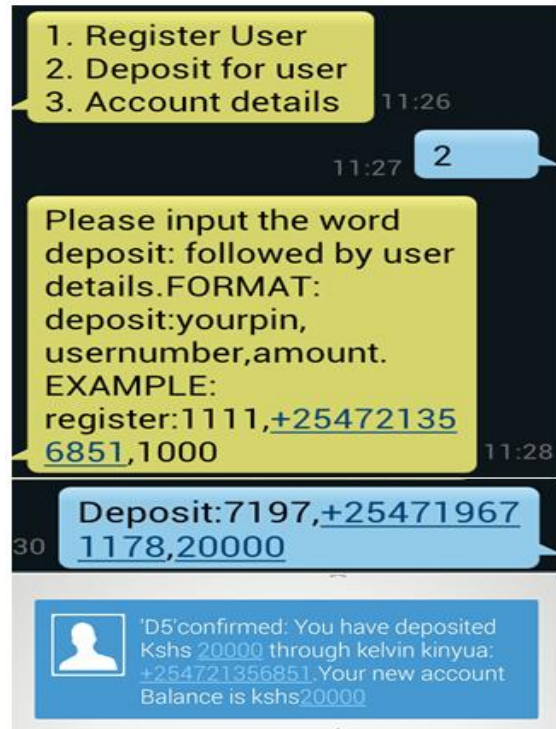 1. Register User
2. Deposit for user
3. Account details
11:26
2
11:27
Please input the word
deposit: followed by user
details.FORMAT:
deposit:yourpin,
usernumber,amount.
EXAMPLE:
register:1111,+25472135
6851,1000
11:28
Deposit:7197,+25471967
1178,20000
30
'D5'confirmed: You have deposited
Kshs 20000 through kelvin kinyua:
+254721356851.Your new account
Balance is kshs20000